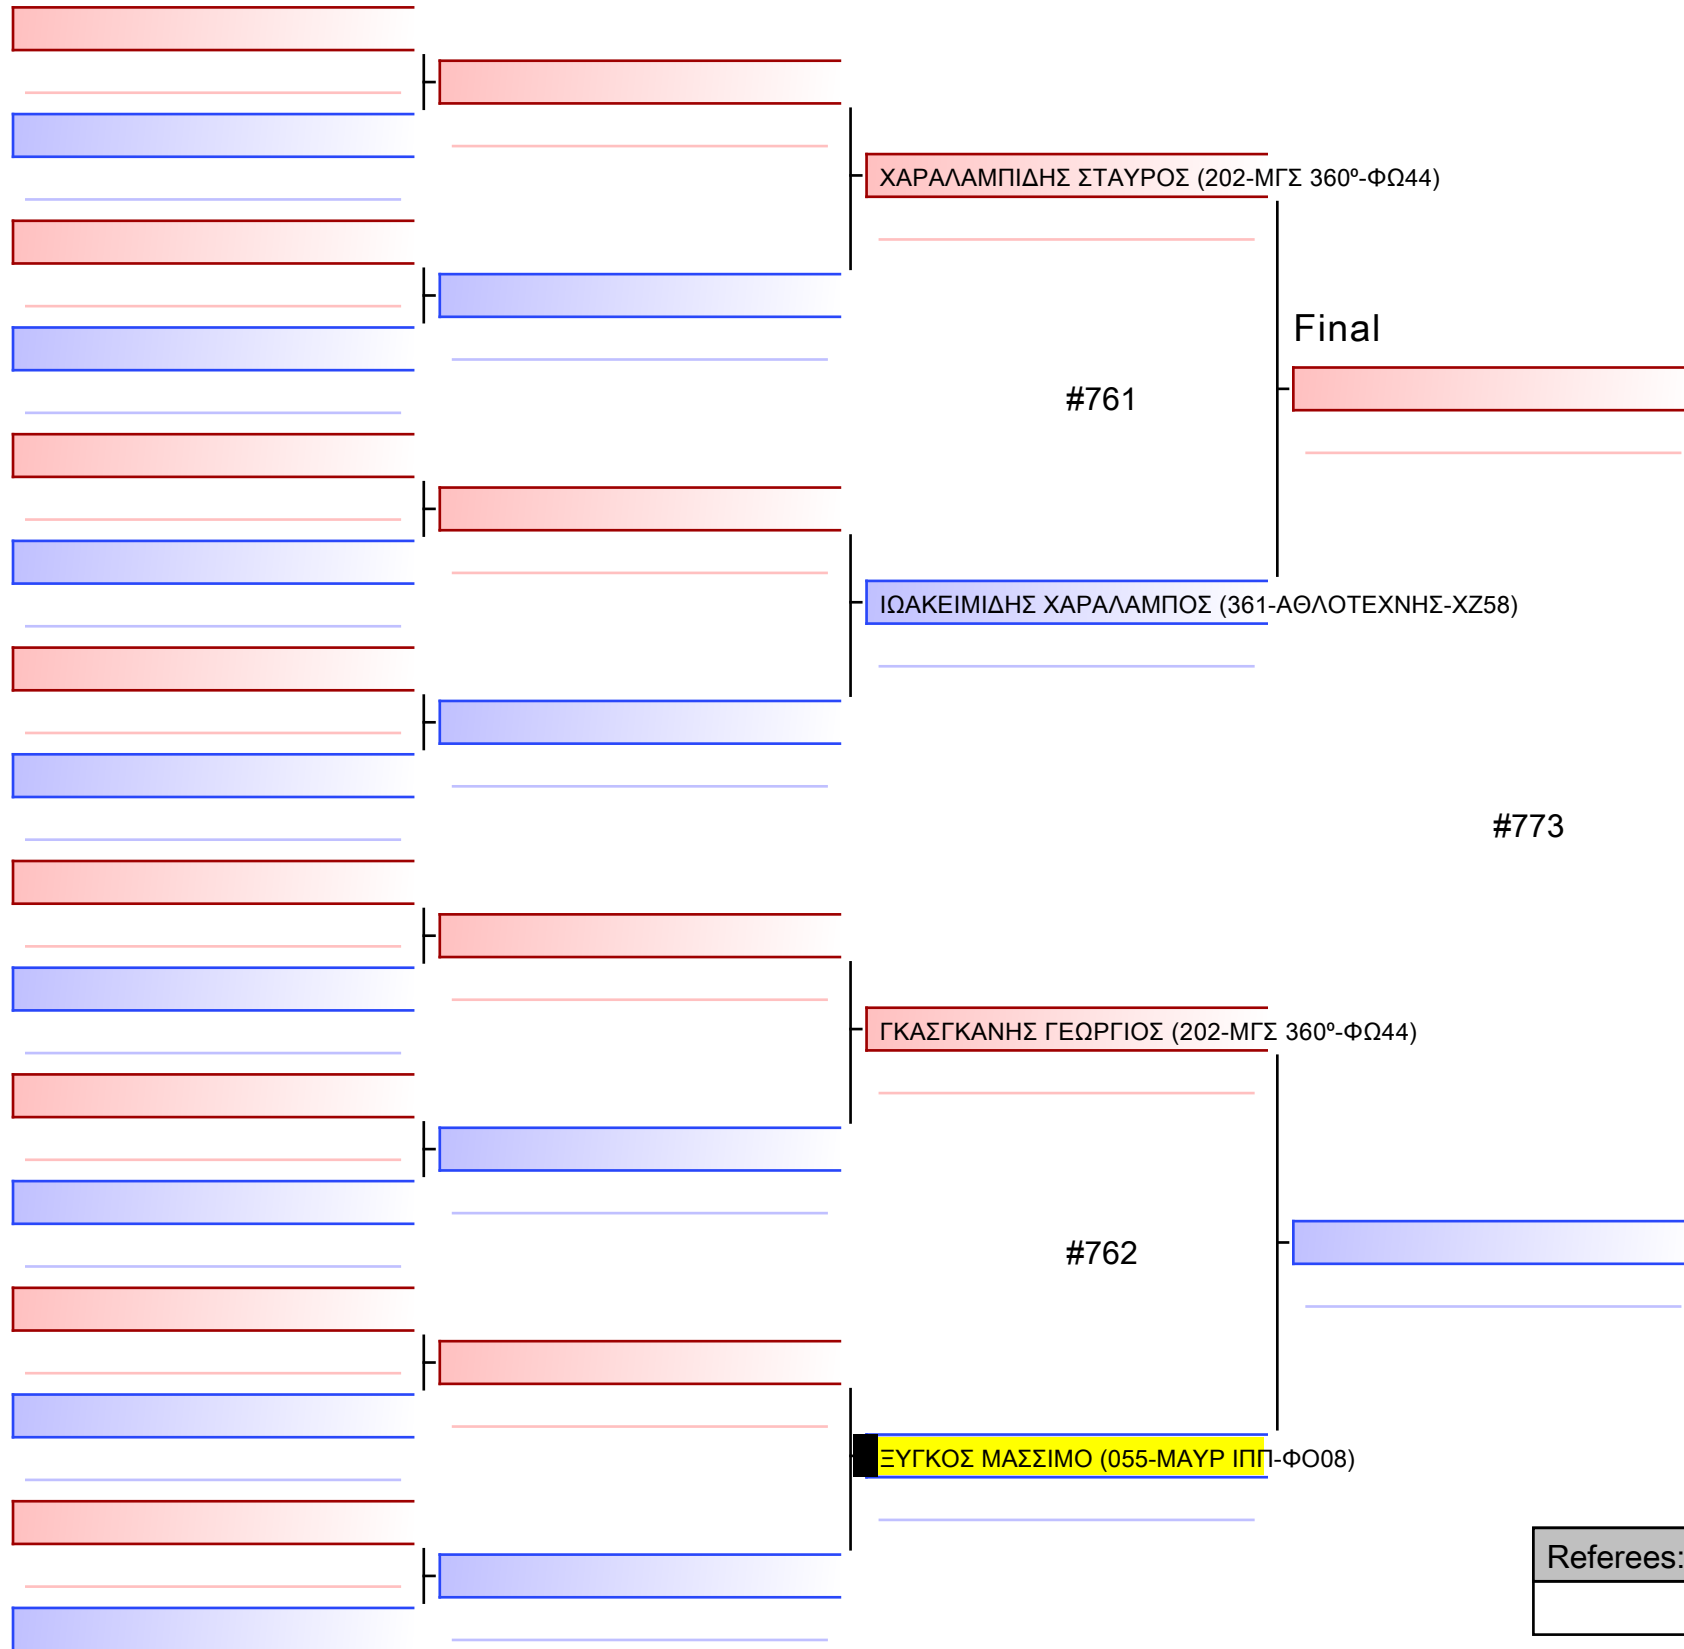 ΧΑΡΑΛΑΜΠΙΔΗΣ ΣΤΑΥΡΟΣ (202-ΜΓΣ 360º-ΦΩ44)
Final
#761
ΙΩΑΚΕΙΜΙΔΗΣ ΧΑΡΑΛΑΜΠΟΣ (361-ΑΘΛΟΤΕΧΝΗΣ-ΧΖ58)
#773
ΓΚΑΣΓΚΑΝΗΣ ΓΕΩΡΓΙΟΣ (202-ΜΓΣ 360º-ΦΩ44)
#762
ΞΥΓΚΟΣ ΜΑΣΣΙΜΟ (055-ΜΑΥΡ ΙΠΠ-ΦΟ08)
Referees: